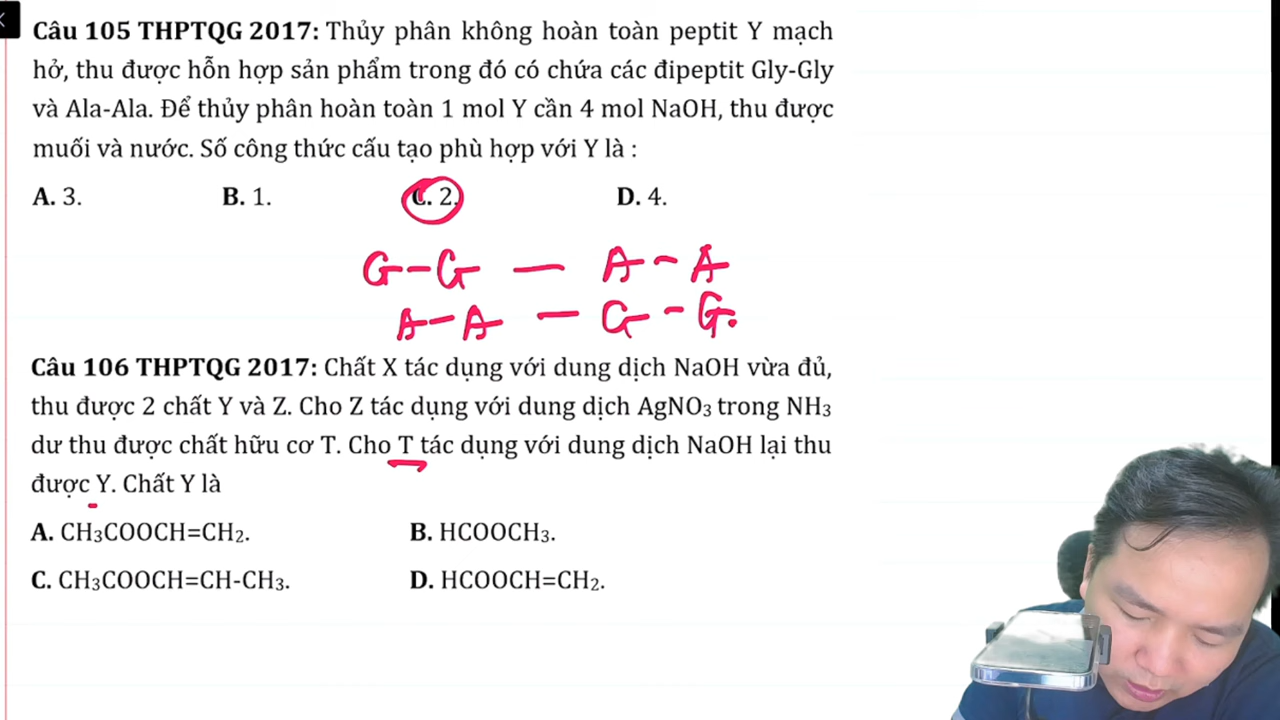 Câu 105 THPTQG 2017: Thủy phân không hoàn toàn peptit Y mạch
hở, thu được hỗn hợp sản phẩm trong đó có chứa các đipeptit Gly-Gly
và Ala-Ala. Để thủy phân hoàn toàn 1 mol Y cần 4 mol NaOH, thu được
muối và nước. Số công thức cấu tạo phù hợp với Y là :
A. 3. B. 1. C. 2. D. 4.
G-G — A-A
A-A — G-G.
Câu 106 THPTQG 2017: Chất X tác dụng với dung dịch NaOH vừa đủ,
thu được 2 chất Y và Z. Cho Z tác dụng với dung dịch AgNO₃ trong NH₃
dư thu được chất hữu cơ T. Cho T tác dụng với dung dịch NaOH lại thu
được Y. Chất Y là
A. CH₃COOCH=CH₂. B. HCOOCH₃.
C. CH₃COOCH=CH-CH₃. D. HCOOCH=CH₂.